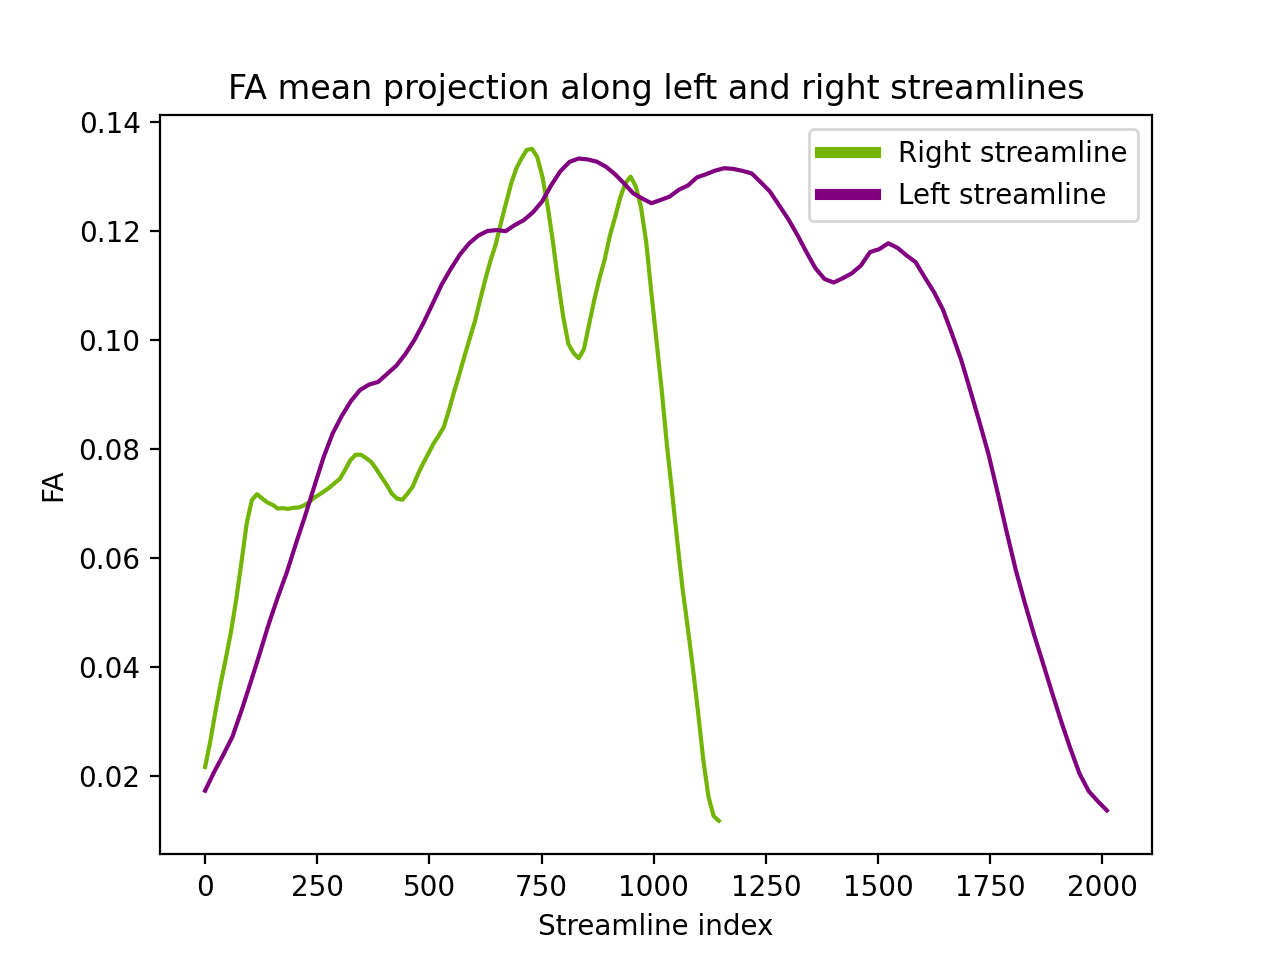 FA mean projection along left and right streamlines
Right streamline
Left streamline
0.14
0.12
0.10
0.08
0.06
0.04
0.02
FA
0 250 500 750 1000 1250 1500 1750 2000
Streamline index